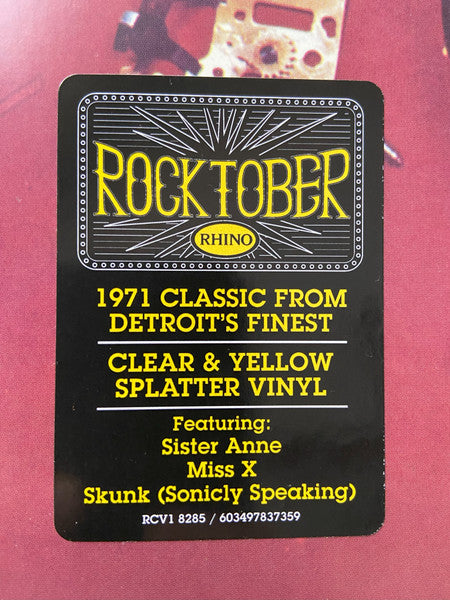 ROCKTOBER
RHINO
1971 CLASSIC FROM
DETROIT'S FINEST
CLEAR & YELLOW
SPLATTER VINYL
Featuring:
Sister Anne
Miss X
Skunk (Sonicly Speaking)
RCV1 8285 / 603497837359